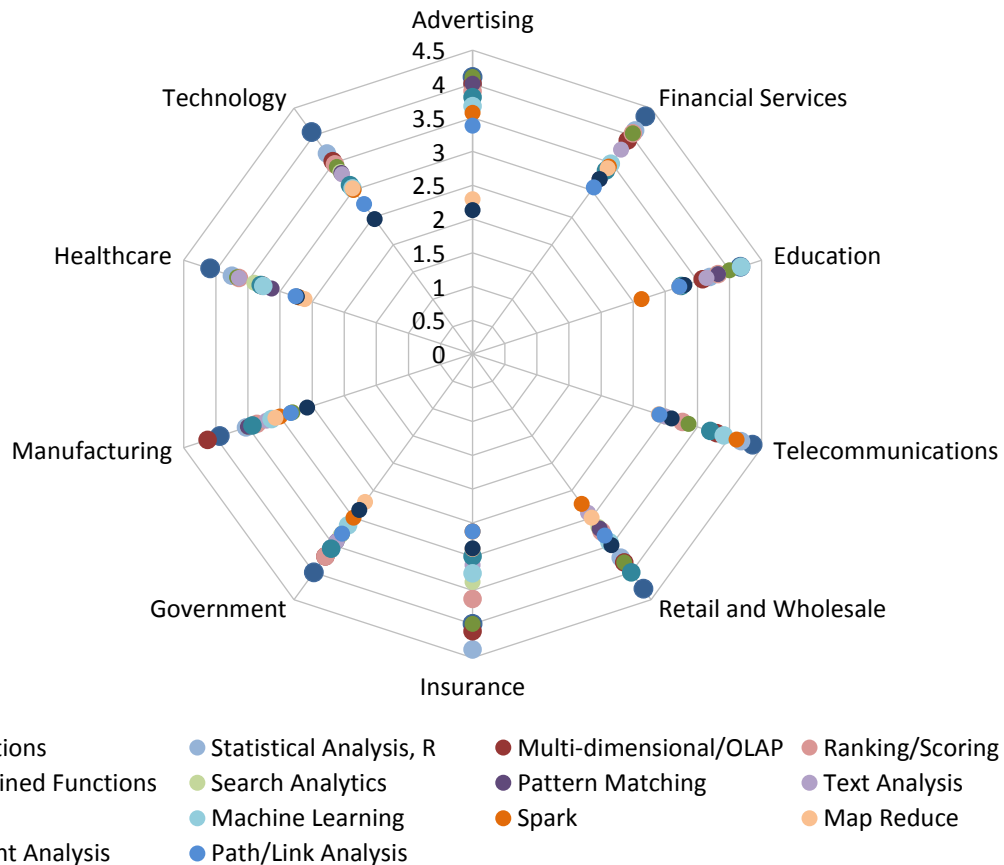 Advertising
4.5
4
Technology
Financial Services
3.5
3
2.5
2
Healthcare
1.5
Education
1
0.5
0
Manufacturing
Telecommunications
Government
Retail and Wholesale
Insurance
Statistical Analysis, R
Multi-dimensional/OLAP
Ranking/Scoring
Functions
Search Analytics
Pattern Matching
Text Analysis
Machine Learning
Spark
Map Reduce
Analysis
Path/Link Analysis